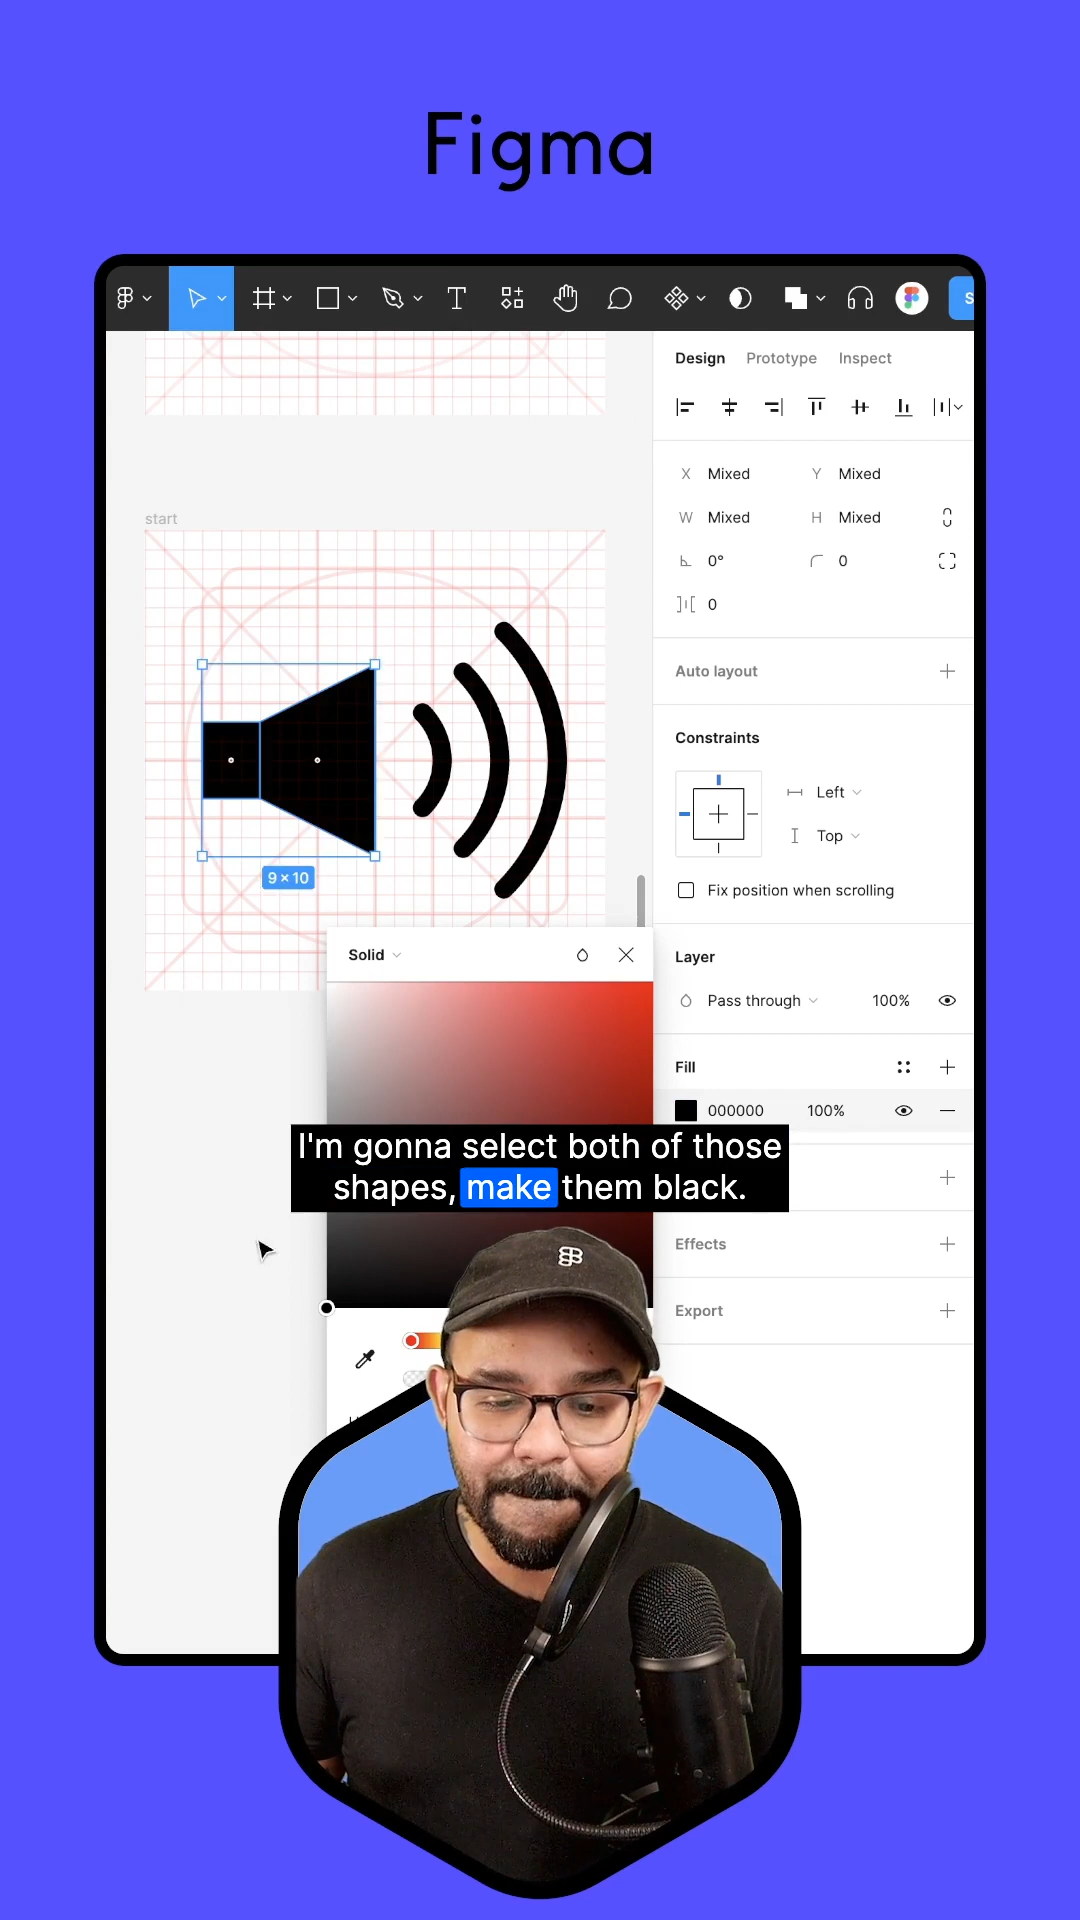 Figma
S
Design Prototype Inspect
X Mixed Y Mixed
W Mixed H Mixed
0° 0
0
start
Auto layout
Constraints
Left
Top
9 × 10
Fix position when scrolling
Solid
Layer
Pass through 100%
Fill
000000 100%
I'm gonna select both of those
shapes, make them black.
Effects
Export